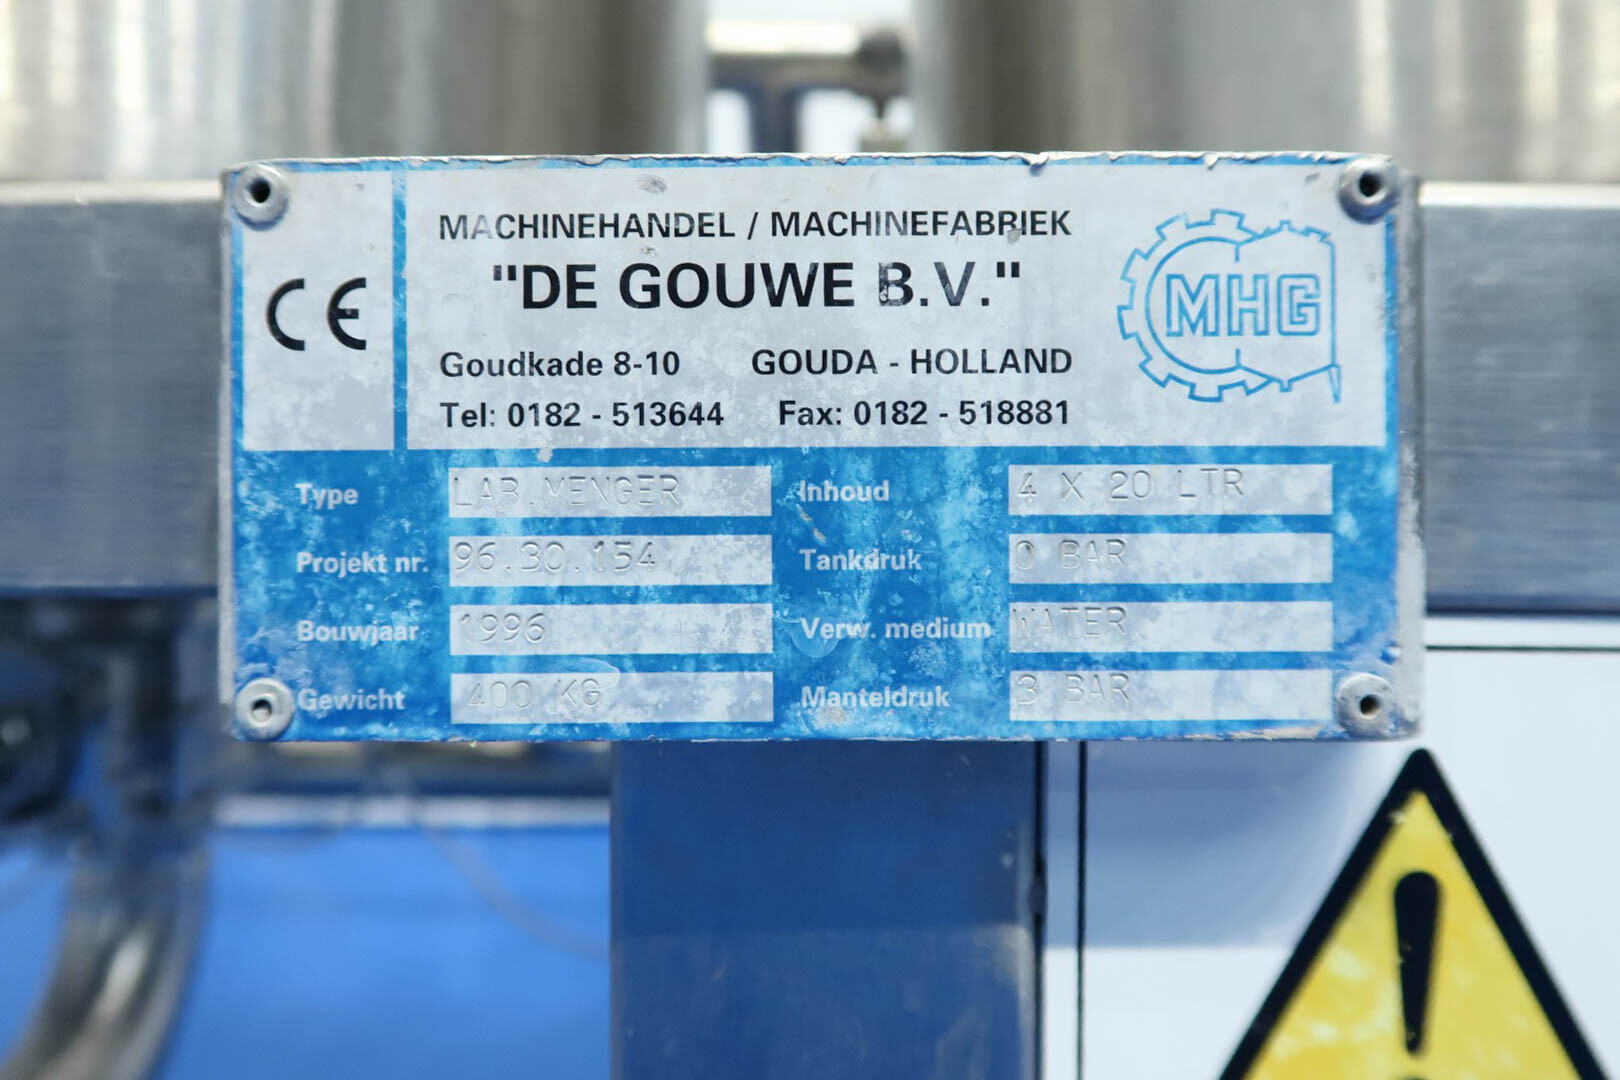 CE
MACHINEHANDEL / MACHINEFABRIEK
"DE GOUWE B.V."
Goudkade 8-10 GOUDA - HOLLAND
Tel: 0182 - 513644 Fax: 0182 - 518881
MHG
Type LAB.MENGER Inhoud 4 X 20 LTR
Projekt nr. 96.30.154 Tankdruk 0 BAR
Bouwjaar 1996 Verw. medium WATER
Gewicht 400 KG Manteldruk 3 BAR